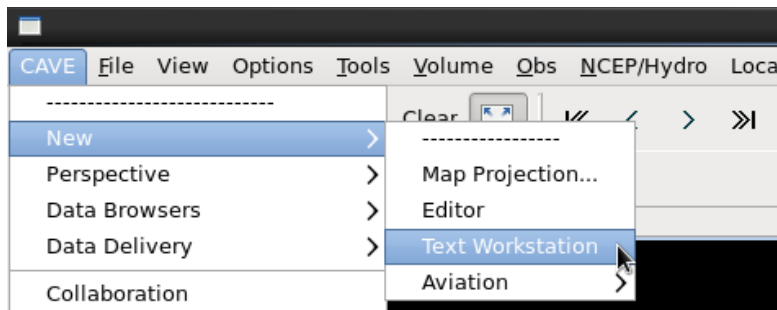 CAVE File View Options Tools Volume Obs NCEP/Hydro Loca
----------------------------
Clear
New
-----------------
Perspective
Map Projection...
Data Browsers
Editor
Data Delivery
Text Workstation
Collaboration
Aviation